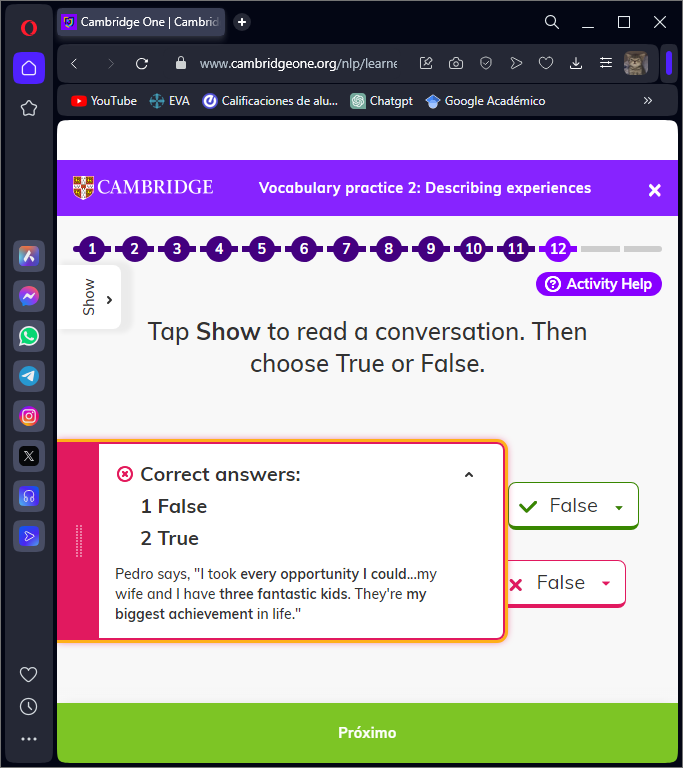 Cambridge One | Cambrid
www.cambridgeone.org/nlp/learne
YouTube
EVA
Calificaciones de alu...
Chatgpt
Google Académico
CAMBRIDGE
Vocabulary practice 2: Describing experiences
1 2 3 4 5 6 7 8 9 10 11 12
Activity Help
Show
Tap Show to read a conversation. Then
choose True or False.
Correct answers:
1 False
2 True
Pedro says, "I took every opportunity I could...my
wife and I have three fantastic kids. They're my
biggest achievement in life."
False
False
Próximo